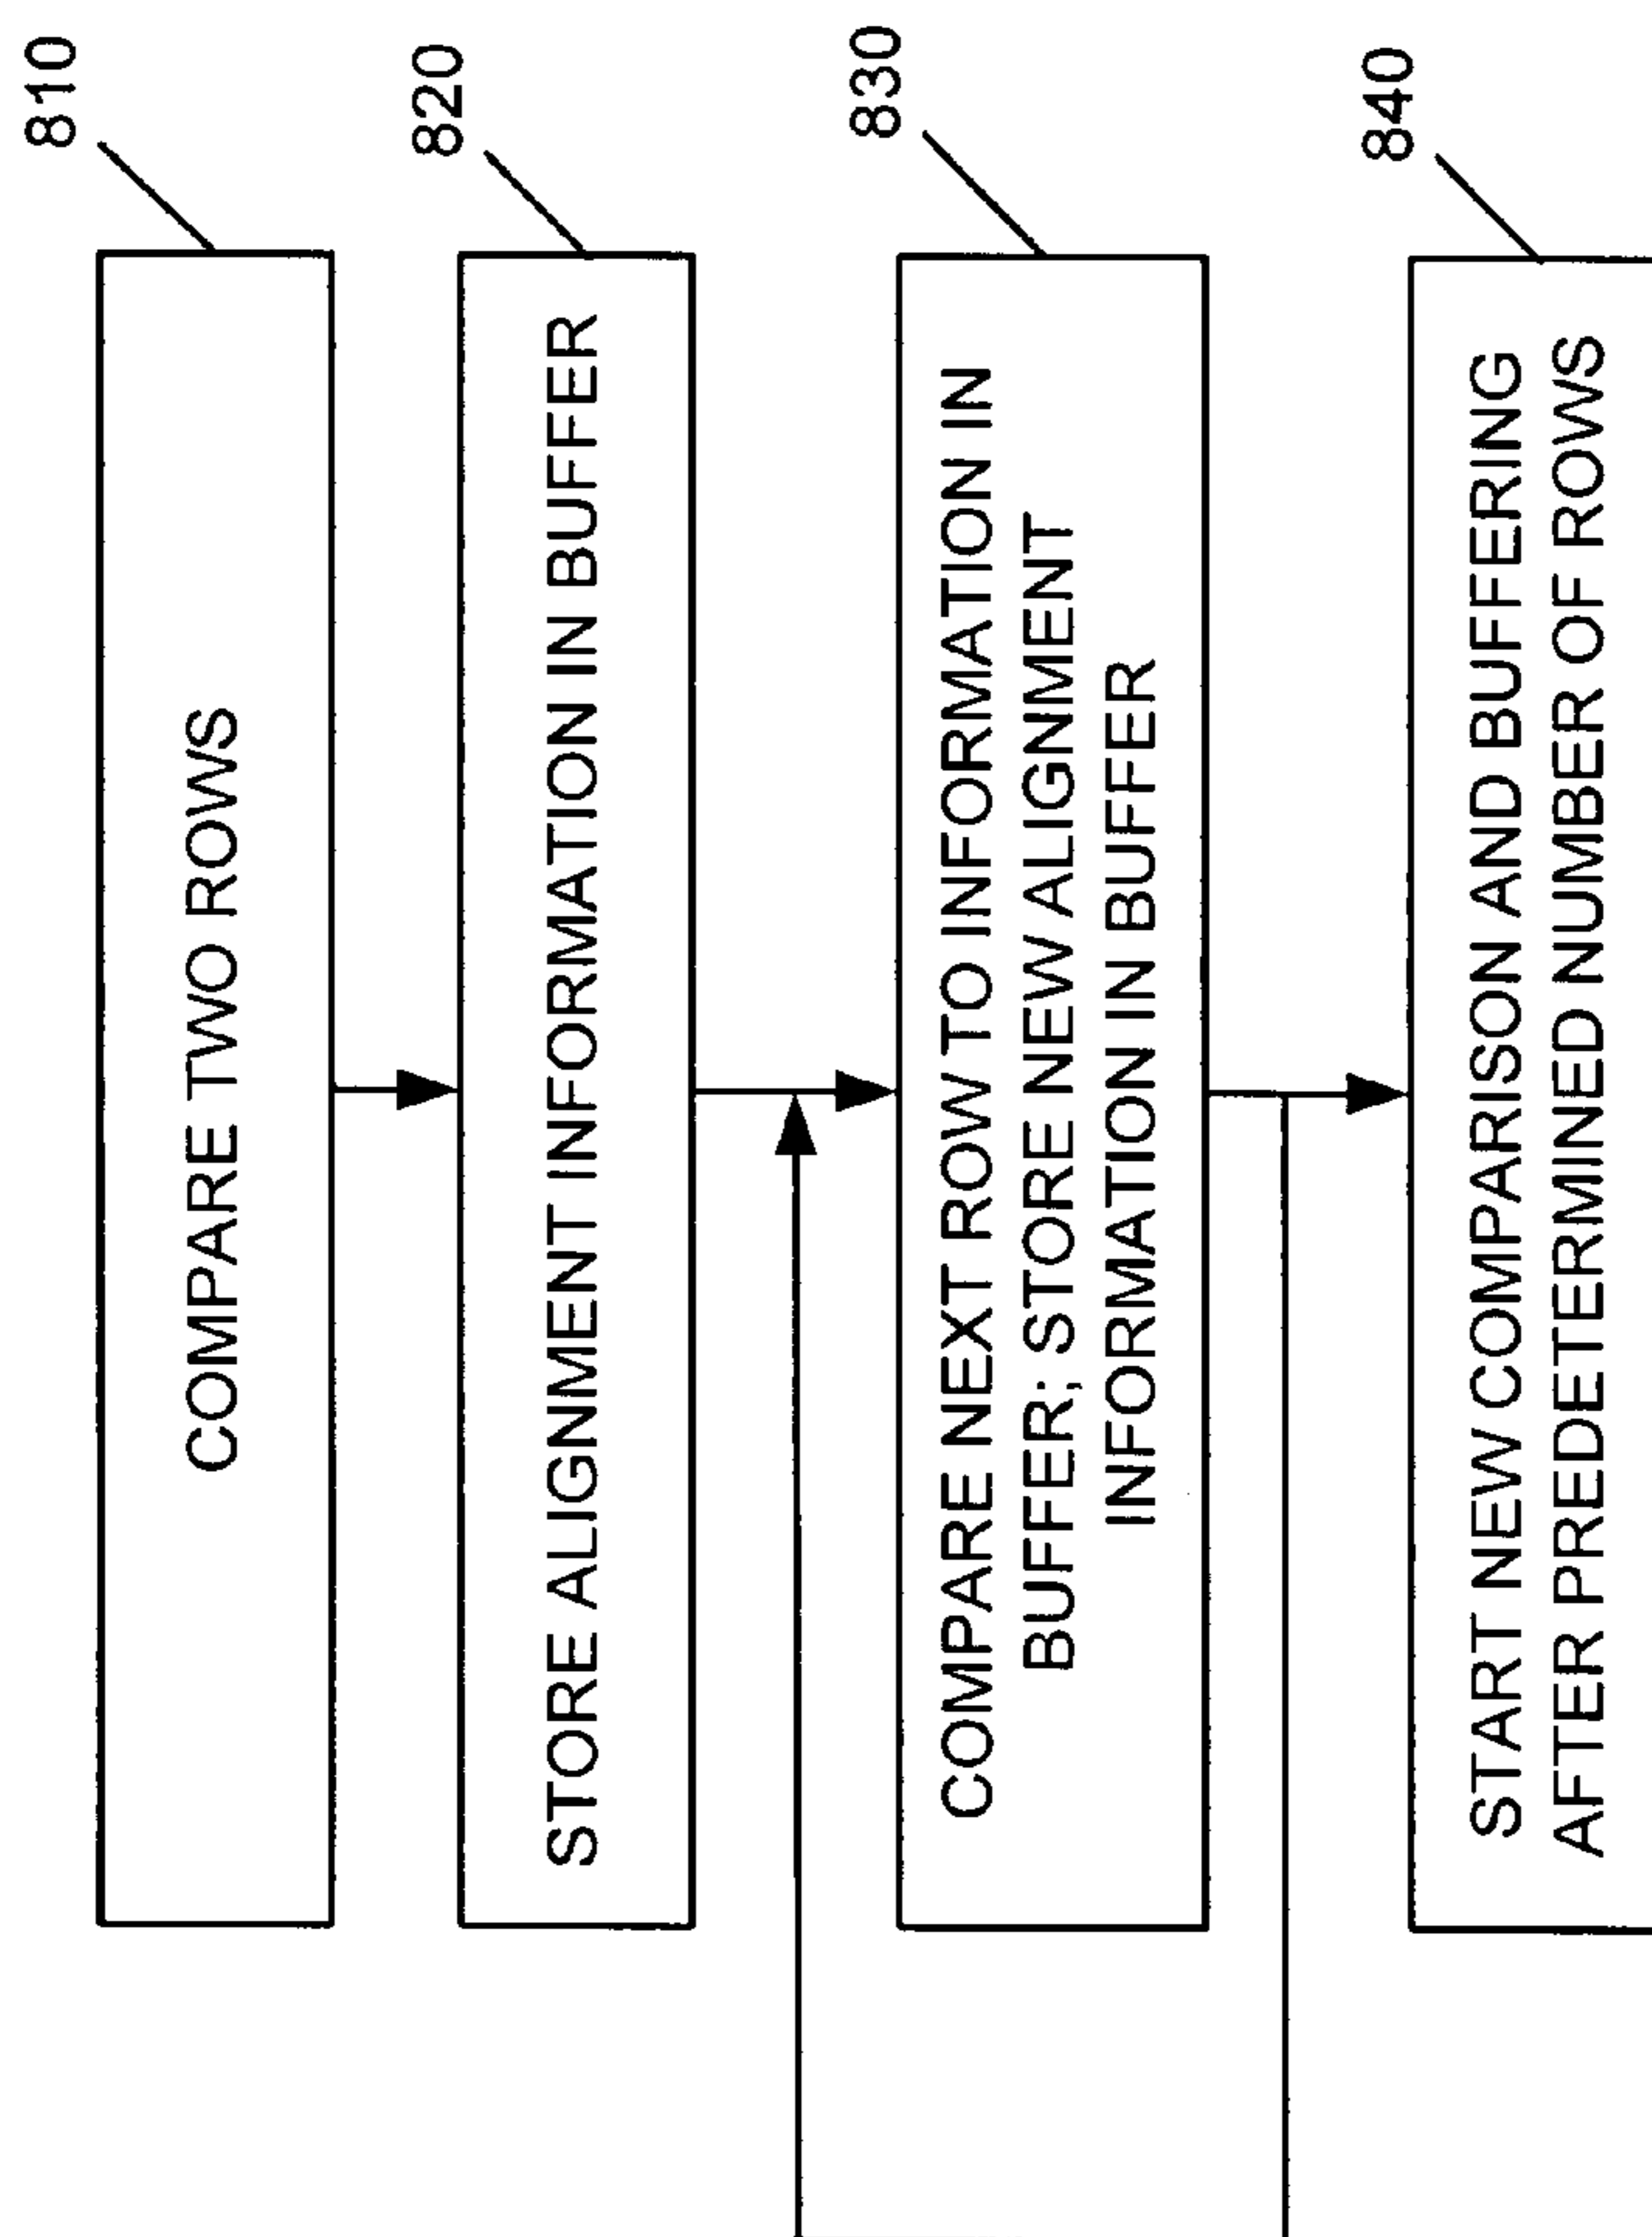 810
COMPARE TWO ROWS
820
STORE ALIGNMENT INFORMATION IN BUFFER
830
COMPARE NEXT ROW TO INFORMATION IN
BUFFER; STORE NEW ALIGNMENT
INFORMATION IN BUFFER
840
START NEW COMPARISON AND BUFFERING
AFTER PREDETERMINED NUMBER OF ROWS